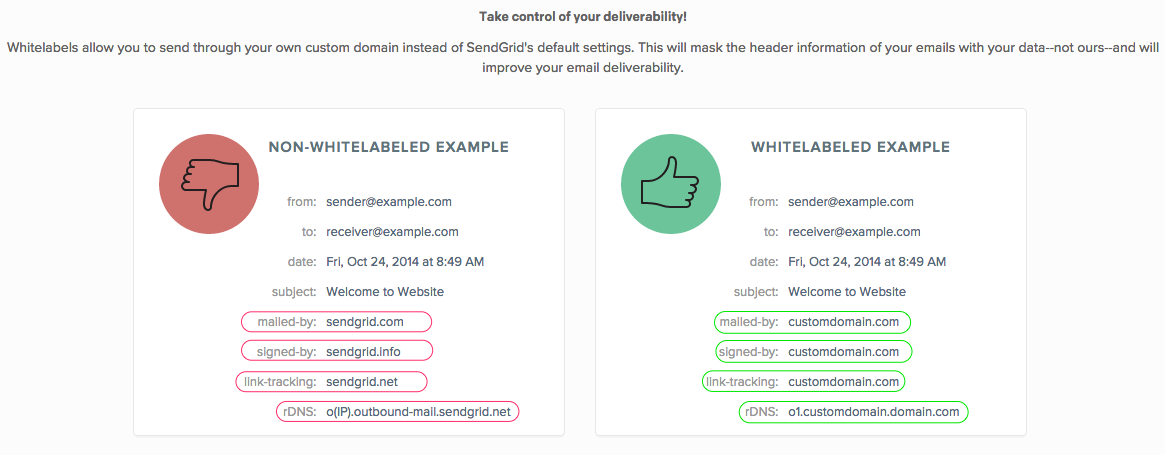 Take control of your deliverability!
Whitelabels allow you to send through your own custom domain instead of SendGrid's default settings. This will mask the header information of your emails with your data--not ours--and will
improve your email deliverability.
NON-WHITELABELED EXAMPLE
from: sender@example.com
to: receiver@example.com
date: Fri, Oct 24, 2014 at 8:49 AM
subject: Welcome to Website
mailed-by: sendgrid.com
signed-by: sendgrid.info
link-tracking: sendgrid.net
rDNS: o(IP).outbound-mail.sendgrid.net
WHITELABELED EXAMPLE
from: sender@example.com
to: receiver@example.com
date: Fri, Oct 24, 2014 at 8:49 AM
subject: Welcome to Website
mailed-by: customdomain.com
signed-by: customdomain.com
link-tracking: customdomain.com
rDNS: o1.customdomain.domain.com